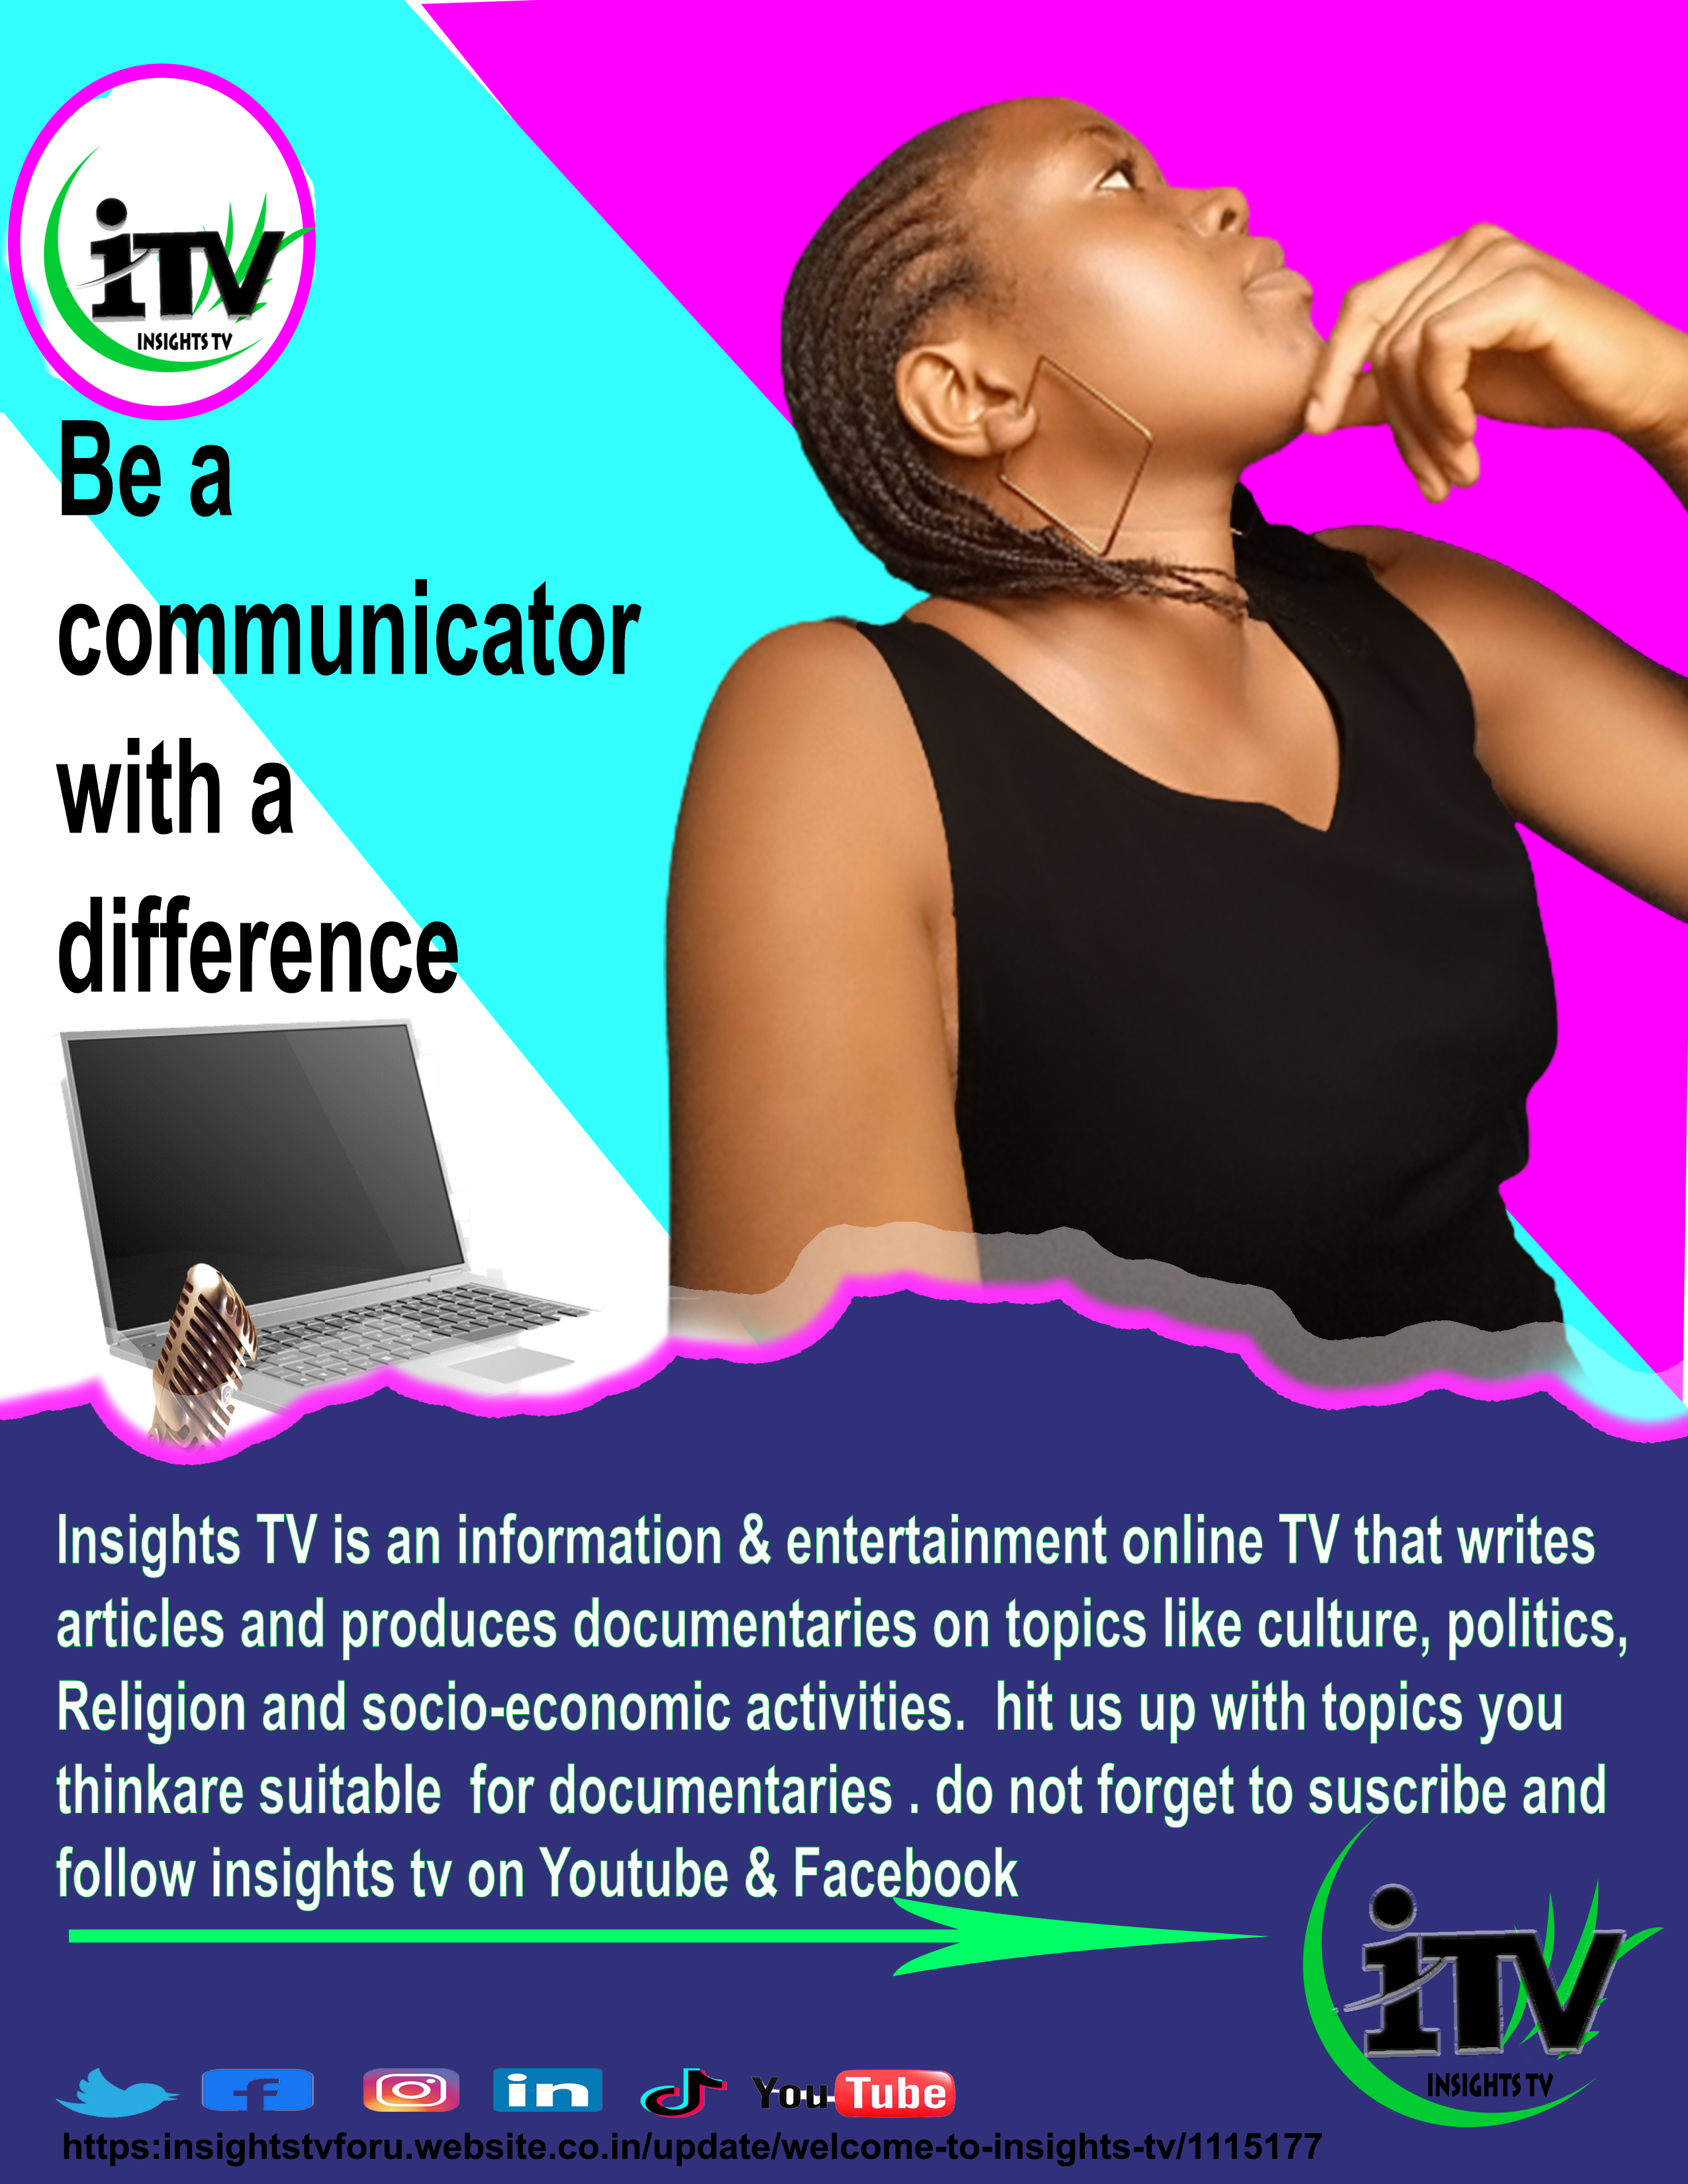 iTV
INSIGHTS TV
Be a
communicator
with a
difference
Insights TV is an information & entertainment online TV that writes
articles and produces documentaries on topics like culture, politics,
Religion and socio-economic activities.  hit us up with topics you
thinkare suitable  for documentaries . do not forget to suscribe and
follow insights tv on Youtube & Facebook
iTV
INSIGHTS TV
f
in
YouTube
https:insightstvforu.website.co.in/update/welcome-to-insights-tv/1115177